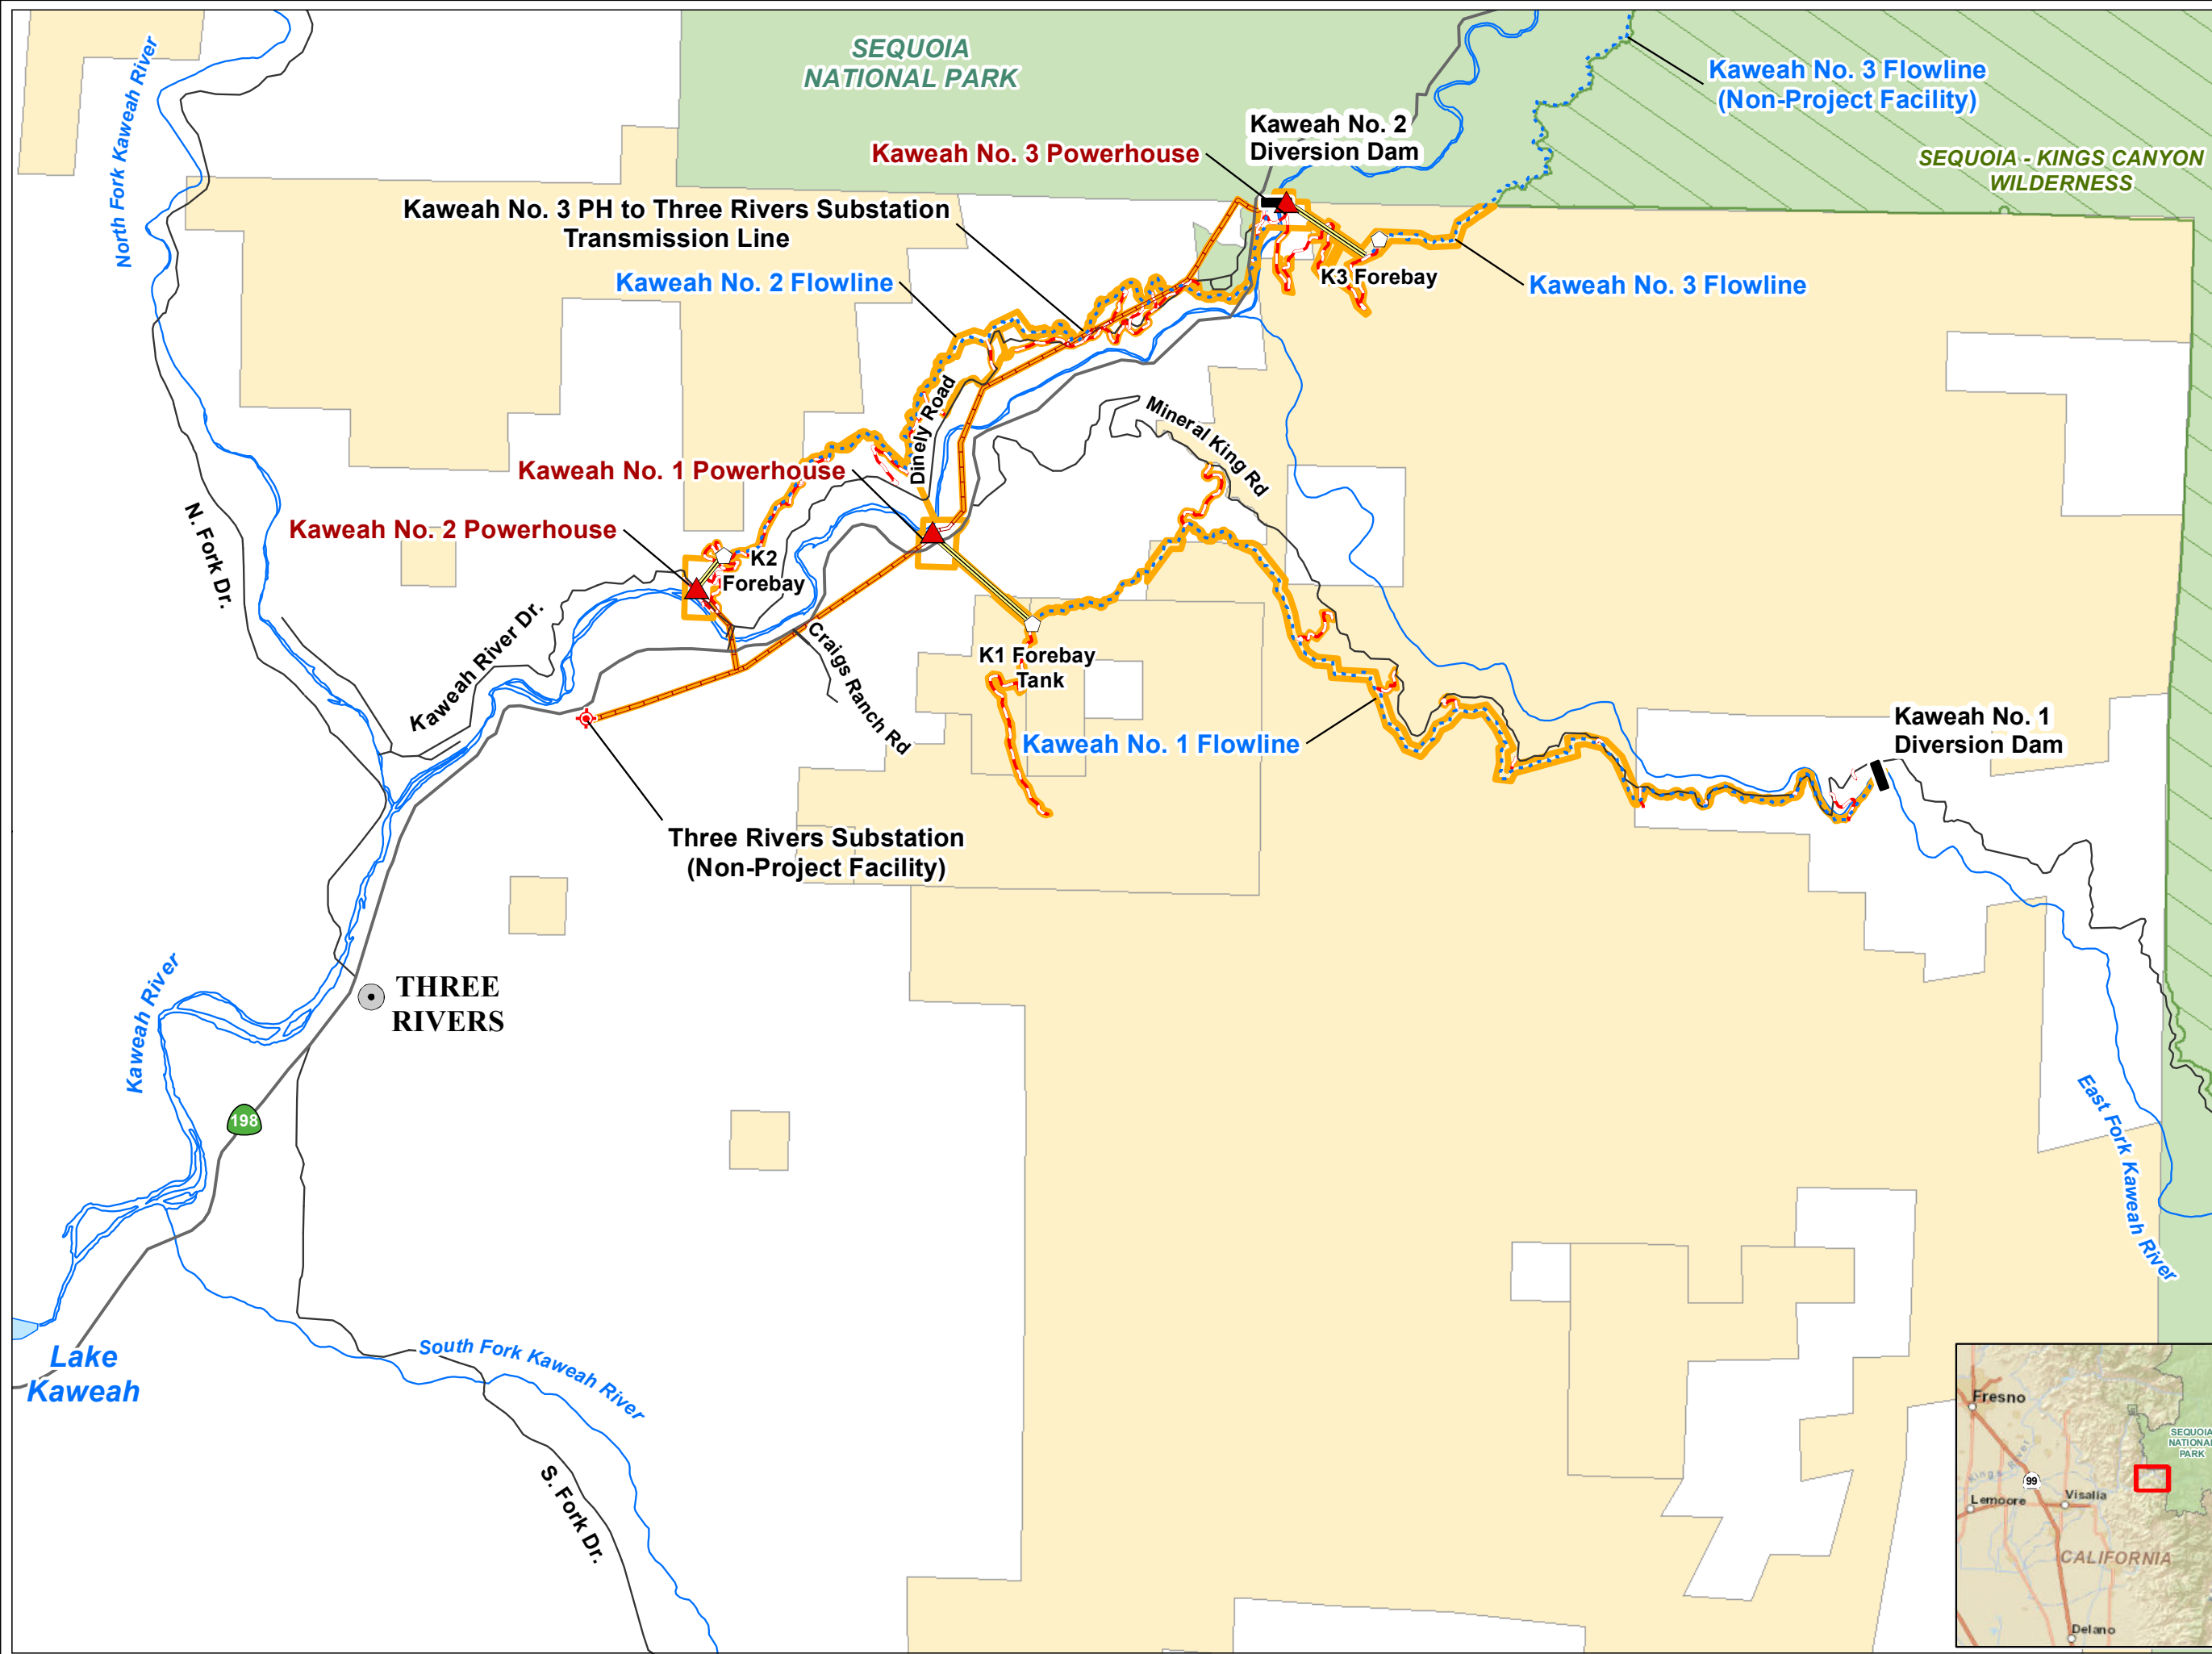 SEQUOIA
NATIONAL PARK
Kaweah No. 3 Flowline
(Non-Project Facility)
North Fork Kaweah River
Kaweah No. 2
Diversion Dam
Kaweah No. 3 Powerhouse
SEQUOIA - KINGS CANYON
WILDERNESS
Kaweah No. 3 PH to Three Rivers Substation
Transmission Line
Kaweah No. 2 Flowline
K3 Forebay
Kaweah No. 3 Flowline
Dinely Road
Mineral King Rd
Kaweah No. 1 Powerhouse
Kaweah No. 2 Powerhouse
N. Fork Dr.
K2
Forebay
Kaweah River Dr.
Craigs Ranch Rd
K1 Forebay
Tank
Kaweah No. 1 Flowline
Kaweah No. 1
Diversion Dam
Three Rivers Substation
(Non-Project Facility)
Kaweah River
THREE
RIVERS
198
East Fork Kaweah River
Lake
Kaweah
South Fork Kaweah River
S. Fork Dr.
Fresno
SEQUOIA
NATIONAL
PARK
Kings River
99
Lemoore
Visalia
CALIFORNIA
Delano